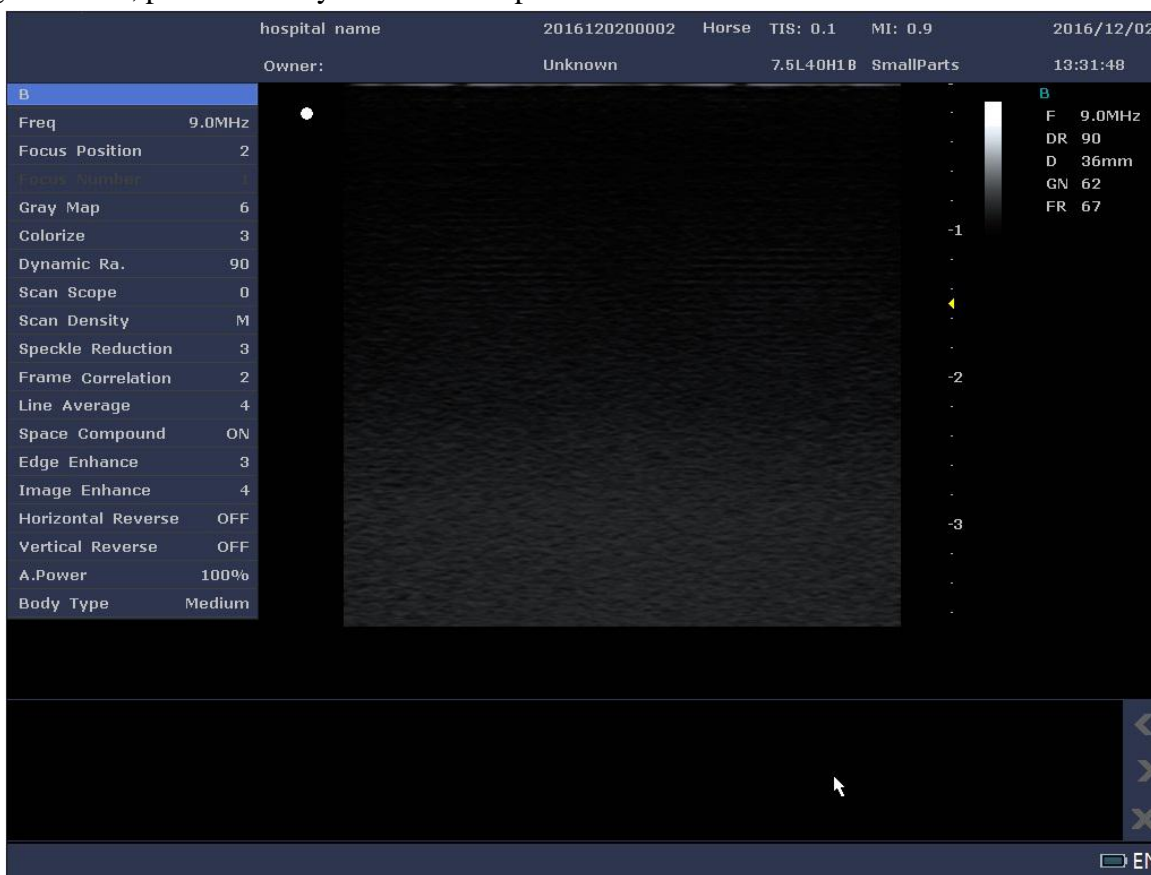 hospital name 2016120200002 Horse TIS: 0.1 MI: 0.9 2016/12/02
Owner: Unknown 7.5L40H1B SmallParts 13:31:48
B
Freq 9.0MHz
Focus Position 2
Focus Number 1
Gray Map 6
Colorize 3
Dynamic Ra. 90
Scan Scope 0
Scan Density M
Speckle Reduction 3
Frame Correlation 2
Line Average 4
Space Compound ON
Edge Enhance 3
Image Enhance 4
Horizontal Reverse OFF
Vertical Reverse OFF
A.Power 100%
Body Type Medium
-1
-2
-3
B
F 9.0MHz
DR 90
D 36mm
GN 62
FR 67
EN